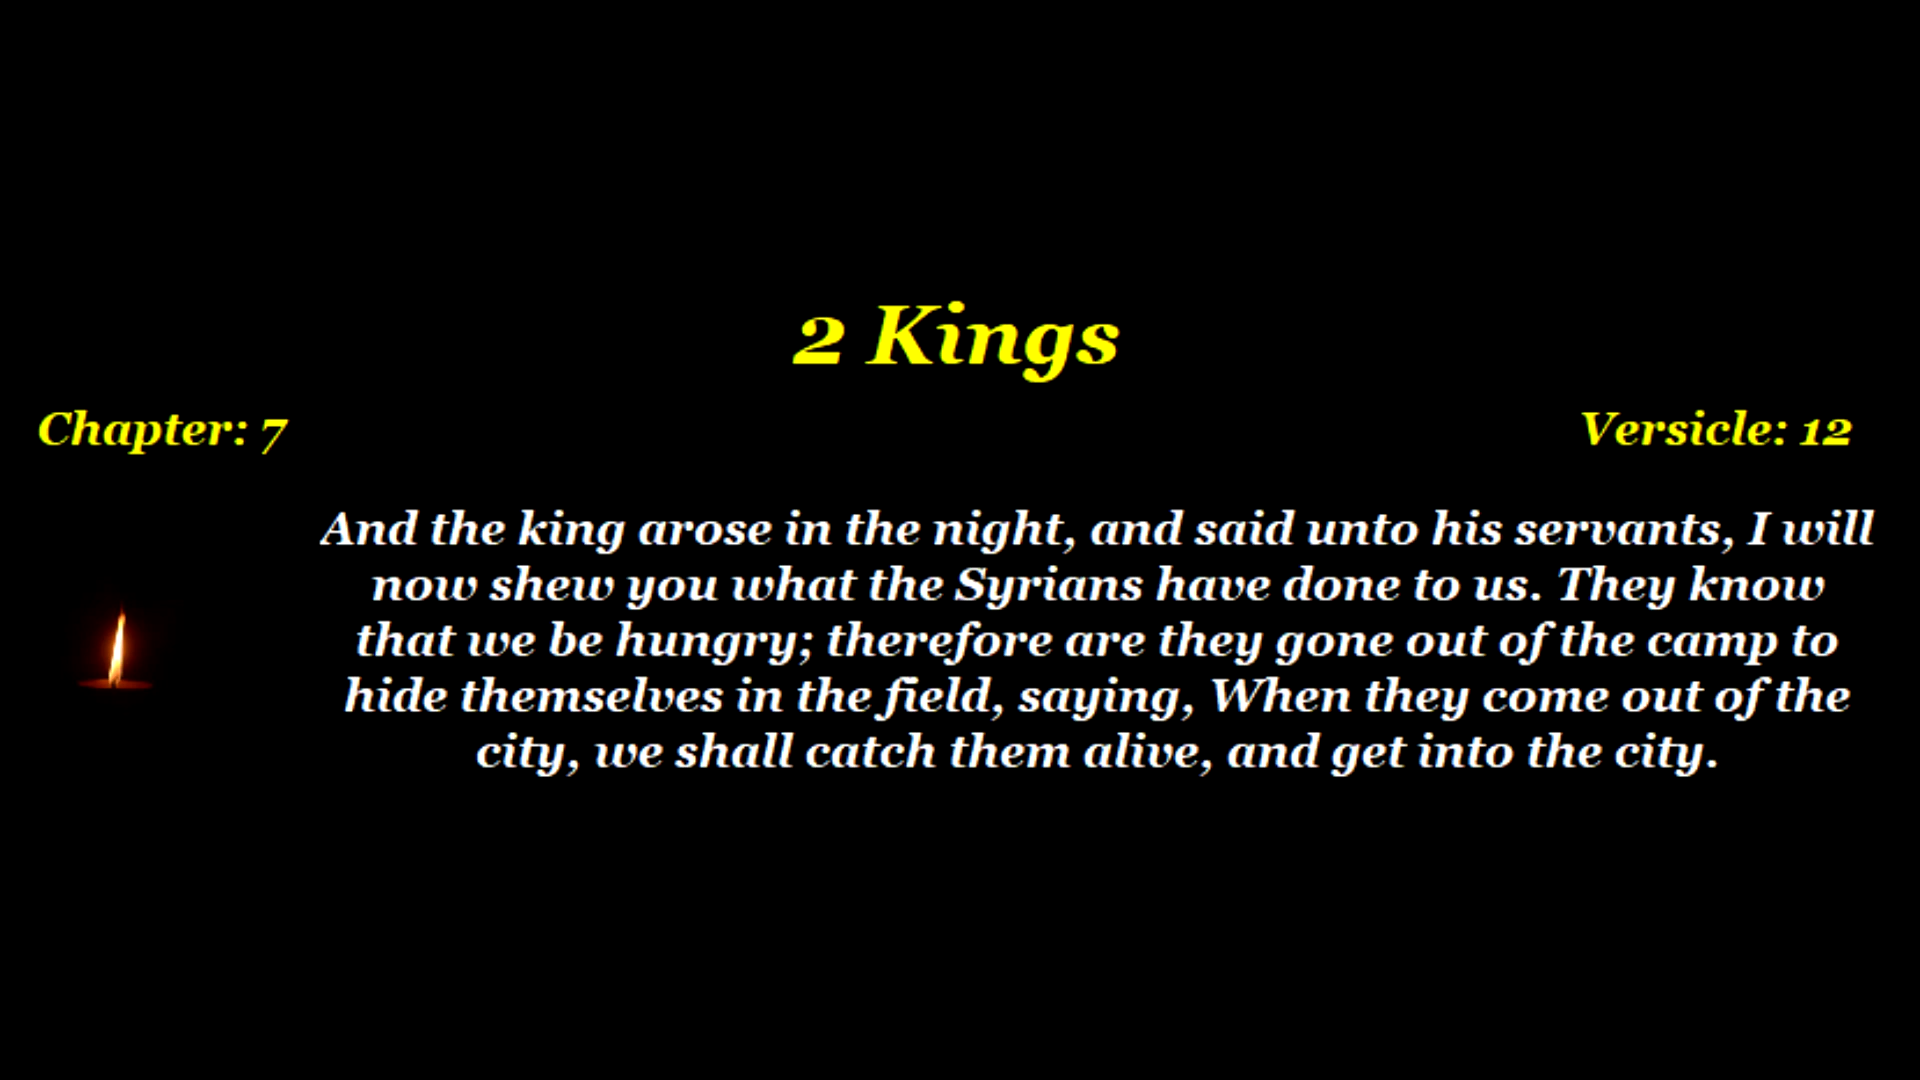 2 Kings
Chapter: 7
Versicle: 12
And the king arose in the night, and said unto his servants, I will
now shew you what the Syrians have done to us. They know
that we be hungry; therefore are they gone out of the camp to
hide themselves in the field, saying, When they come out of the
city, we shall catch them alive, and get into the city.